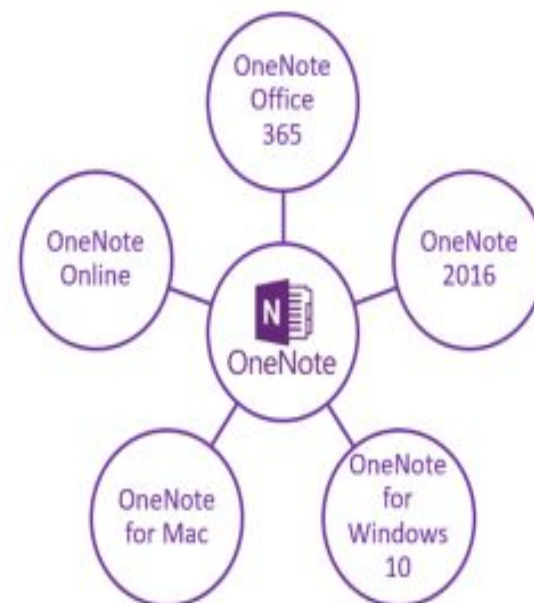 OneNote
Office
365
OneNote
Online
OneNote
2016
N
OneNote
OneNote
for Mac
OneNote
for
Windows
10